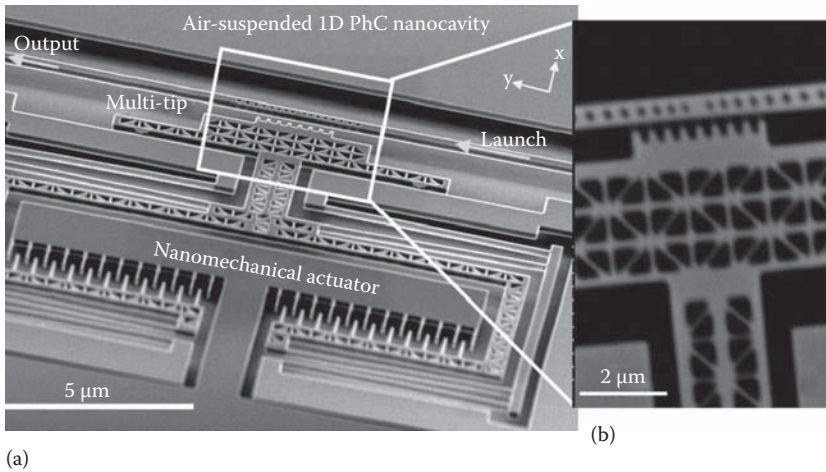 Air-suspended 1D PhC nanocavity
Output
x
y
Multi-tip
Launch
Nanomechanical actuator
5 μm
2 μm
(a)
(b)